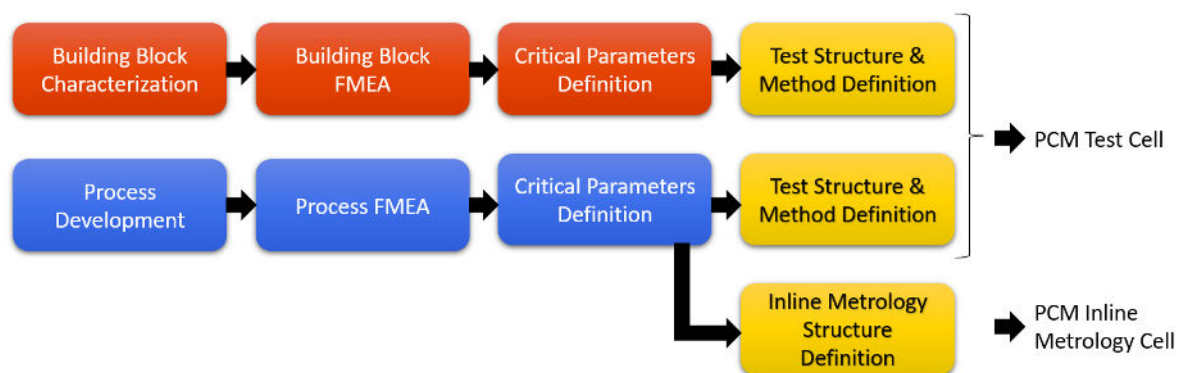 Building Block
Characterization
Building Block
FMEA
Critical Parameters
Definition
Test Structure &
Method Definition
PCM Test Cell
Process
Development
Process FMEA
Critical Parameters
Definition
Test Structure &
Method Definition
Inline Metrology
Structure
Definition
PCM Inline
Metrology Cell